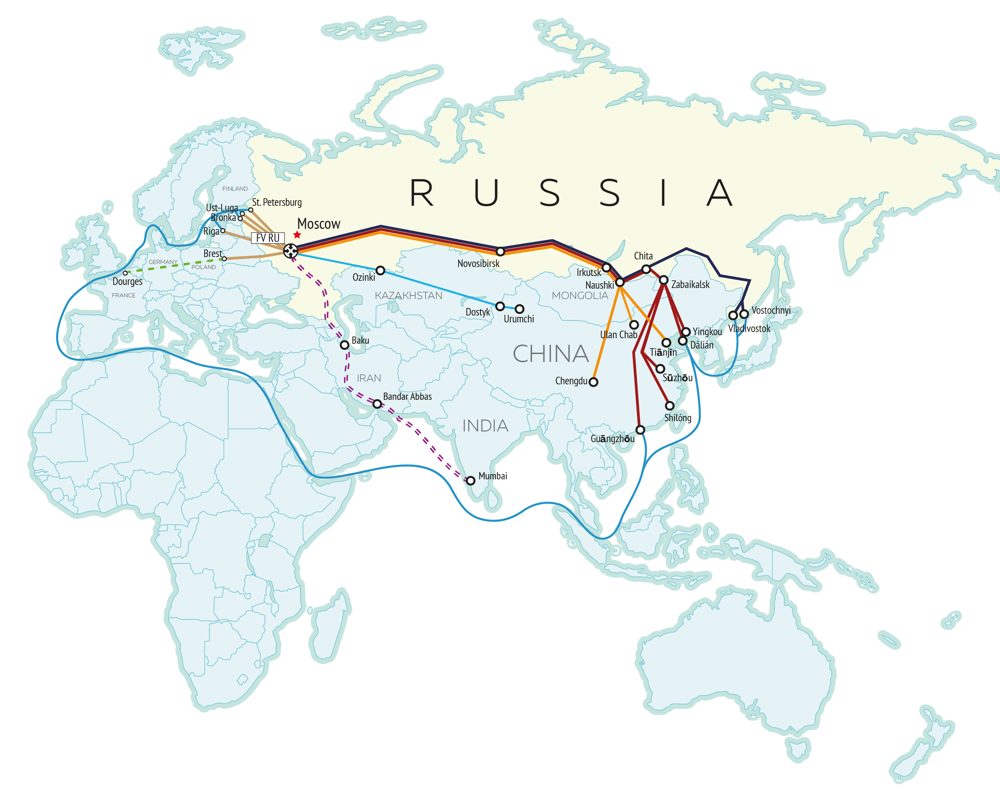 RUSSIA
FINLAND
St. Petersburg
Ust-Luga
Bronka
Moscow
Riga
FV RU
Brest
GERMANY
POLAND
Dourges
FRANCE
Novosibirsk
Ozinki
Irkutsk
Chita
Naushki
Zabaikalsk
KAZAKHSTAN
MONGOLIA
Dostyk
Urumchi
Vostochnyi
Vladivostok
Ulan Chab
Yingkou
Dàlián
Tiānjīn
Baku
CHINA
IRAN
Chengdu
Sūzhōu
Bandar Abbas
Shílóng
INDIA
Guāngzhōu
Mumbai